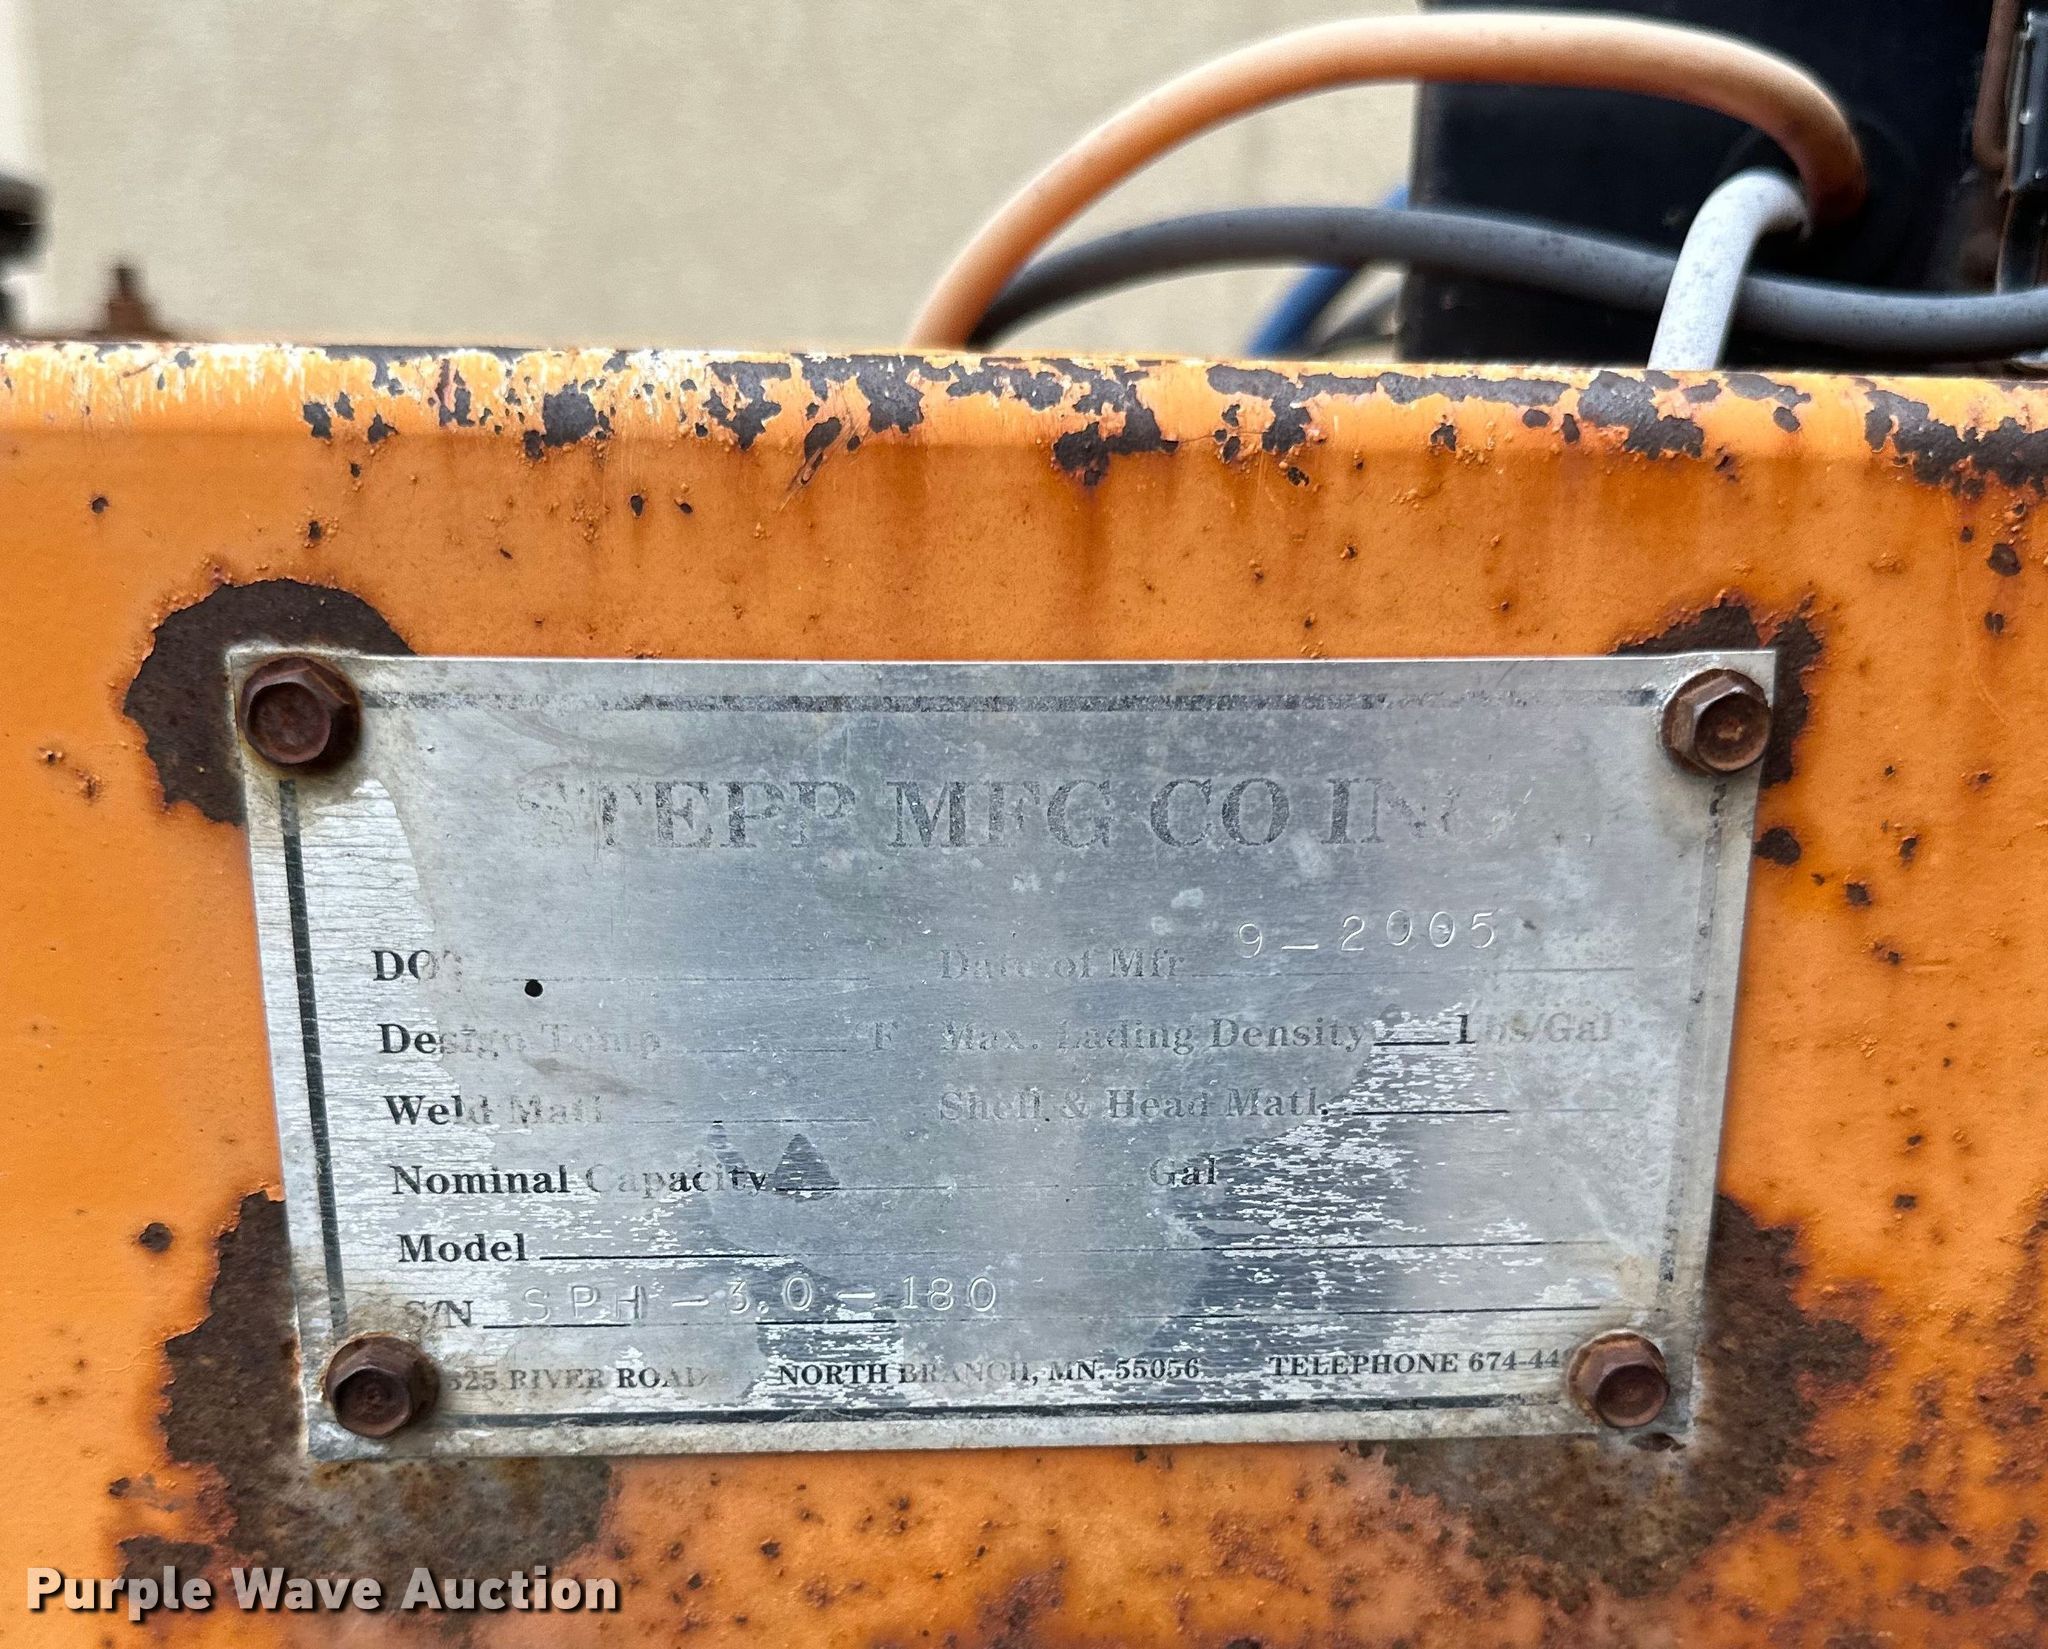 STEPP MFG CO INC
DOT Date of Mfr 9-2005
Design Temp F Max. Lading Density Lbs/Gal
Weld Matl. Shell & Head Matl.
Nominal Capacity Gal
Model
S/N SPH-3.0-180
RIVER ROAD NORTH BRANCH, MN. 55056 TELEPHONE
Purple Wave Auction